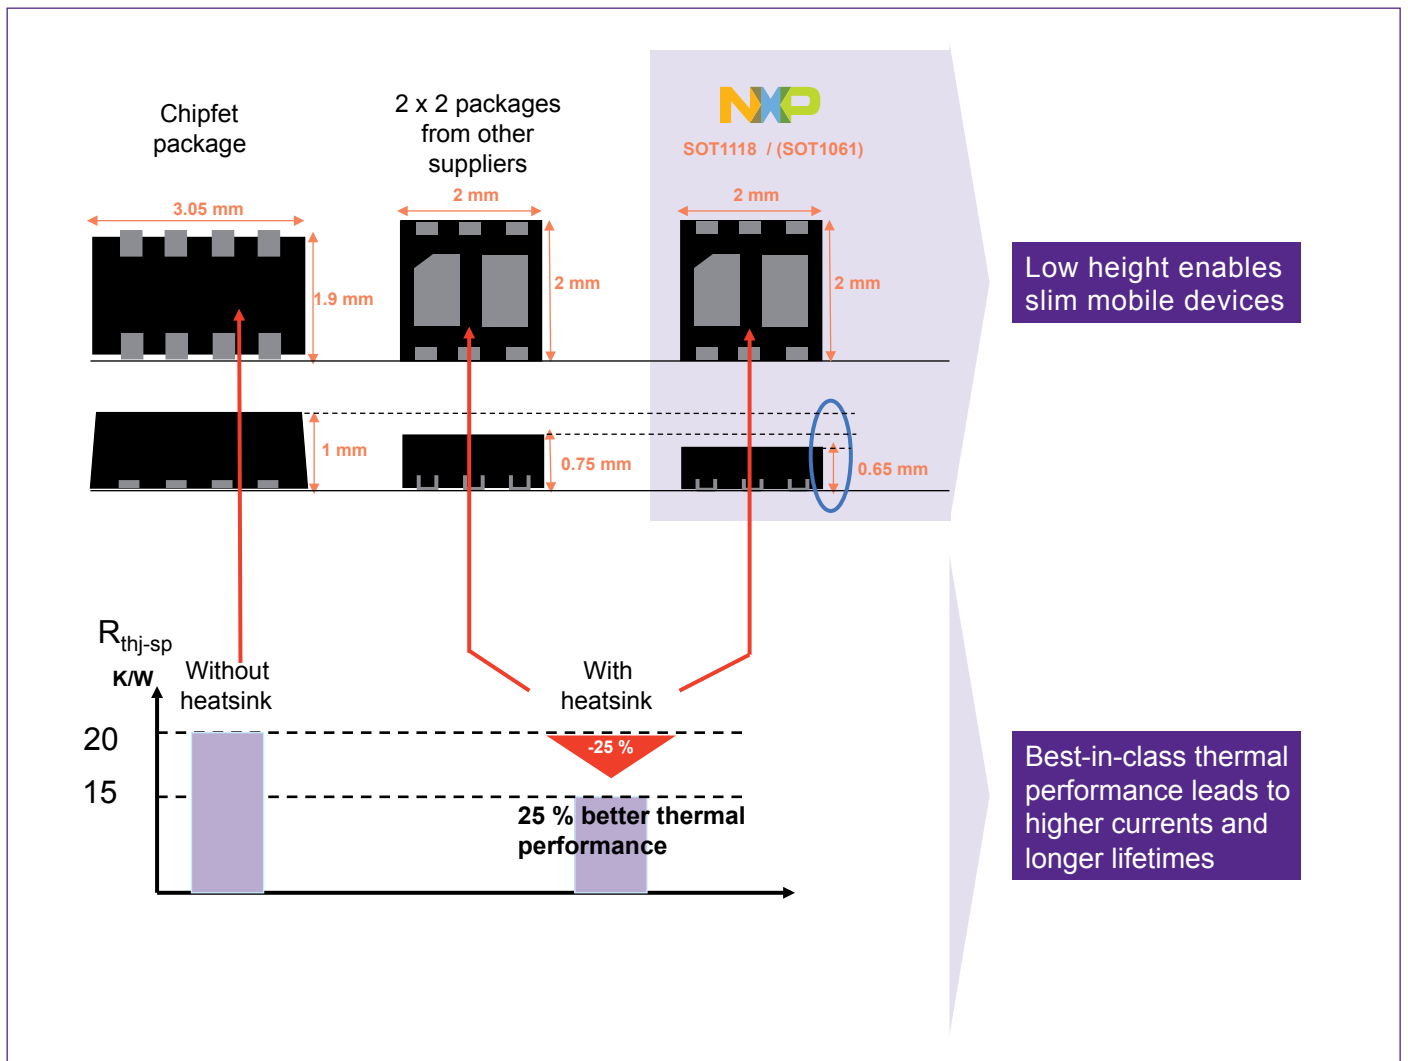 Chipfet
package
2 x 2 packages
from other
suppliers
NXP
SOT1118 / (SOT1061)
3.05 mm
2 mm
2 mm
1.9 mm
2 mm
2 mm
Low height enables
slim mobile devices
1 mm
0.75 mm
0.65 mm
Rthj-sp
K/W
Without
heatsink
With
heatsink
20
-25 %
15
25 % better thermal
performance
Best-in-class thermal
performance leads to
higher currents and
longer lifetimes